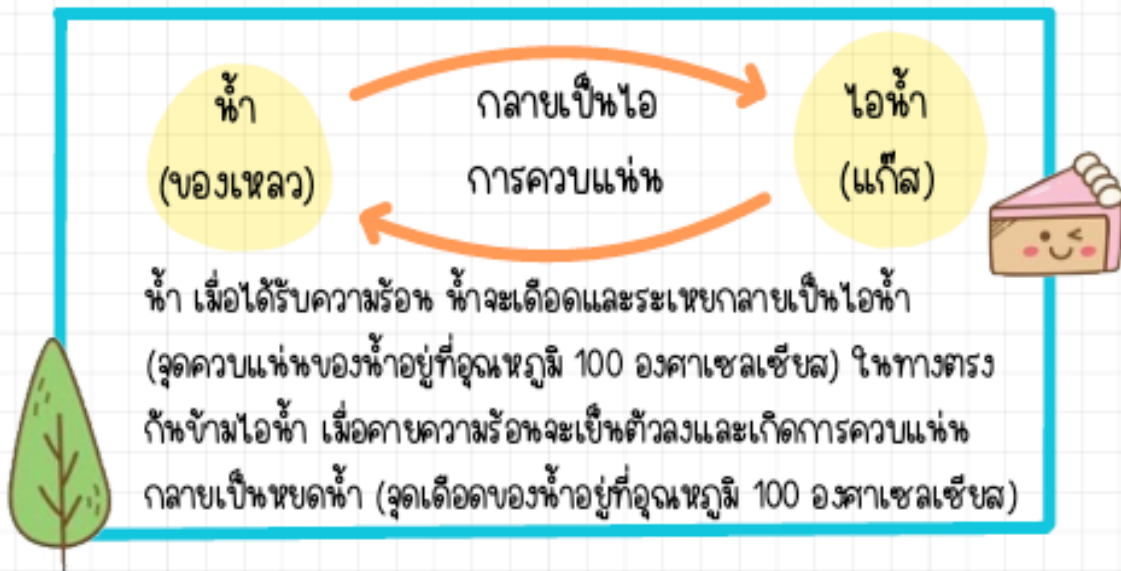 น้ำ
(ของเหลว)
กลายเป็นไอ
การควบแน่น
ไอน้ำ
(แก๊ส)
น้ำ เมื่อได้รับความร้อน น้ำจะเดือดและระเหยกลายเป็นไอน้ำ
(จุดควบแน่นของน้ำอยู่ที่อุณหภูมิ 100 องศาเซลเซียส) ในทางตรง
กันข้ามไอน้ำ เมื่อคายความร้อนจะเย็นตัวลงและเกิดการควบแน่น
กลายเป็นหยดน้ำ (จุดเดือดของน้ำอยู่ที่อุณหภูมิ 100 องศาเซลเซียส)